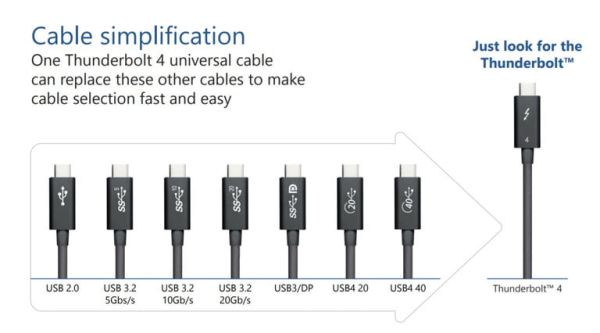 Cable simplification
One Thunderbolt 4 universal cable
can replace these other cables to make
cable selection fast and easy
Just look for the
Thunderbolt™
4
SS 5
SS 10
SS 20
SS D
20
40
USB 2.0
USB 3.2
5Gbs/s
USB 3.2
10Gb/s
USB 3.2
20Gb/s
USB3/DP
USB4 20
USB4 40
Thunderbolt™ 4